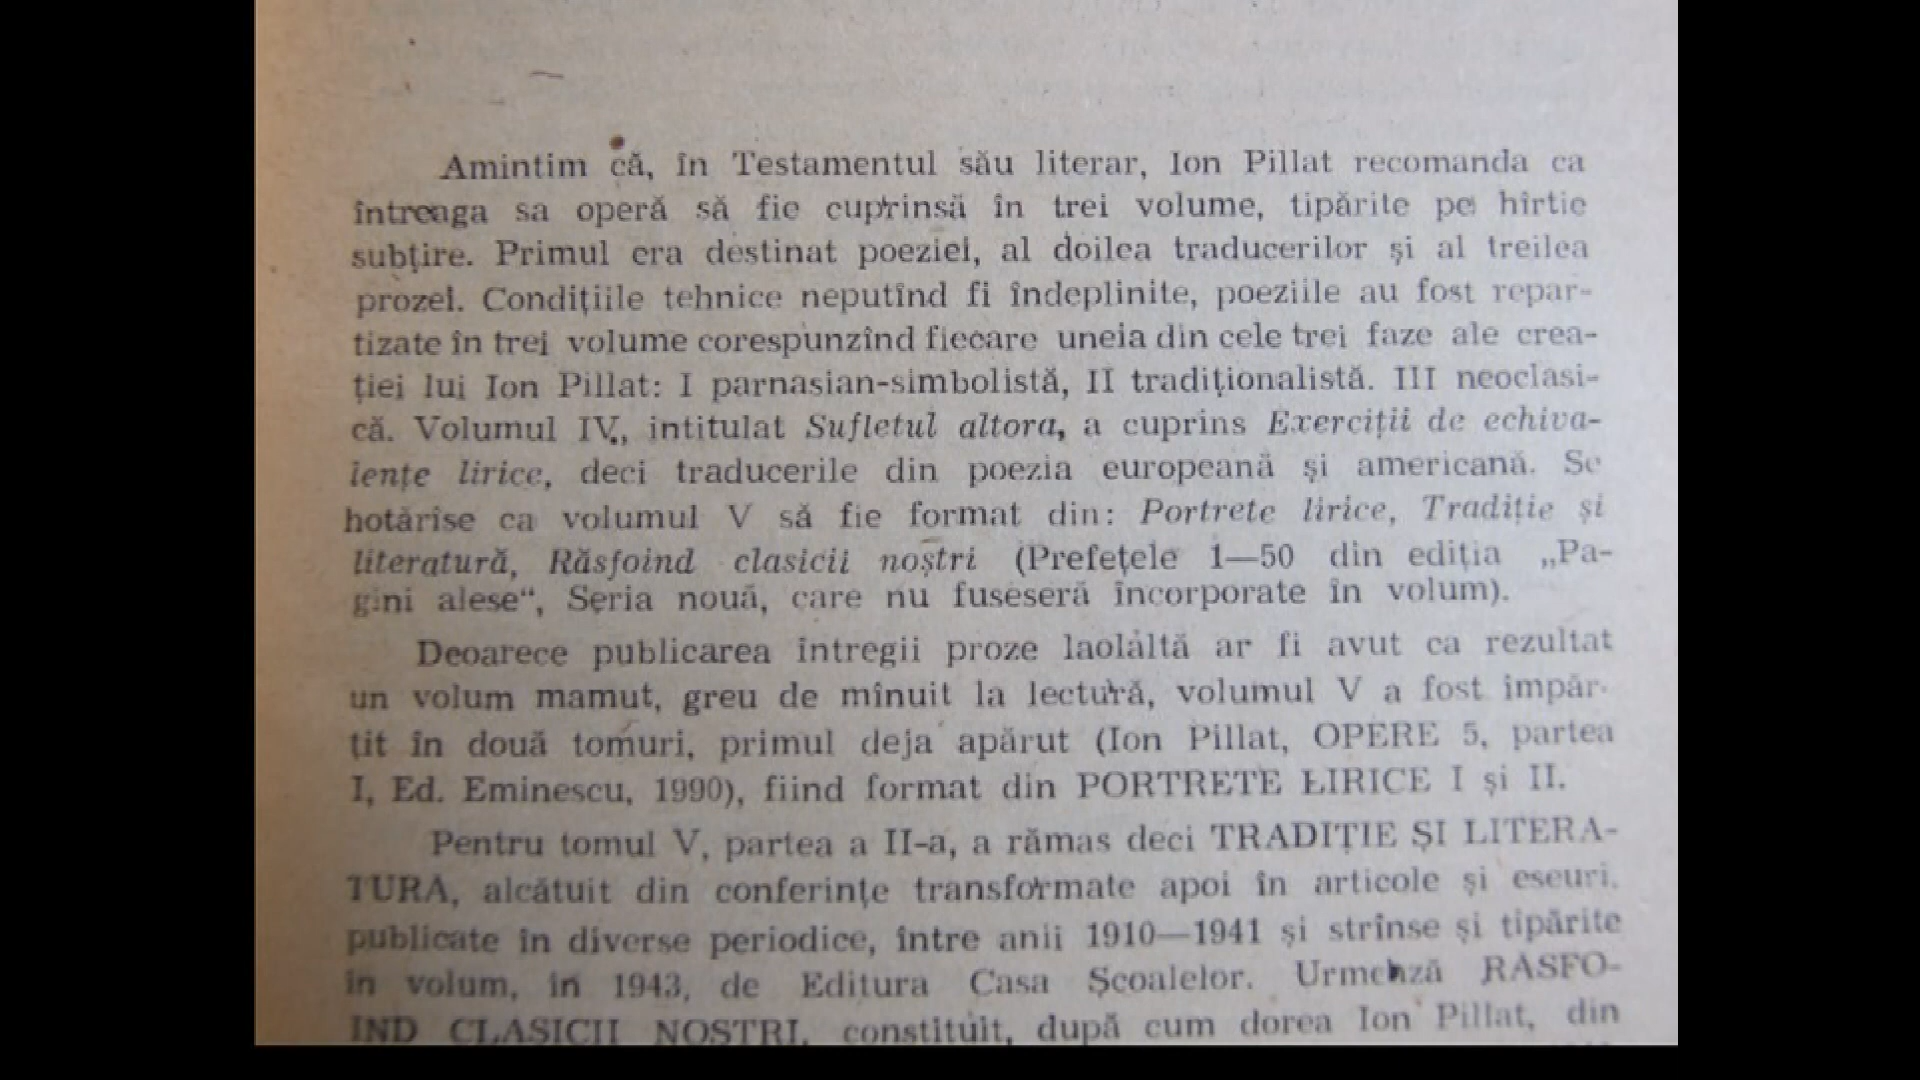 Amintim că, în Testamentul său literar, Ion Pillat recomanda ca
întreaga sa operă să fie cuprinsă în trei volume, tipărite pe hîrtie
subțire. Primul era destinat poeziei, al doilea traducerilor și al treilea
prozei. Condițiile tehnice neputînd fi îndeplinite, poeziile au fost repar-
tizate în trei volume corespunzînd fiecare uneia din cele trei faze ale crea-
ției lui Ion Pillat: I parnasian-simbolistă, II tradiționalistă. III neoclasi-
că. Volumul IV, intitulat Sufletul altora, a cuprins Exerciții de echiva-
lențe lirice, deci traducerile din poezia europeană și americană. Se
hotărîse ca volumul V să fie format din: Portrete lirice, Tradiție și
literatură, Răsfoind clasicii noștri (Prefețele 1—50 din ediția „Pa-
gini alese“, Seria nouă, care nu fuseseră încorporate în volum).
Deoarece publicarea întregii proze laolaltă ar fi avut ca rezultat
un volum mamut, greu de mînuit la lectură, volumul V a fost împăr-
țit în două tomuri, primul deja apărut (Ion Pillat, OPERE 5, partea
I, Ed. Eminescu, 1990), fiind format din PORTRETE LIRICE I și II.
Pentru tomul V, partea a II-a, a rămas deci TRADIȚIE ȘI LITERA-
TURĂ, alcătuit din conferințe transformate apoi în articole și eseuri.
publicate în diverse periodice, între anii 1910—1941 și strînse și tipărite
în volum, în 1943, de Editura Casa Școalelor. Urmează RĂSFO-
IND CLASICII NOȘTRI, constituit, după cum dorea Ion Pillat, din